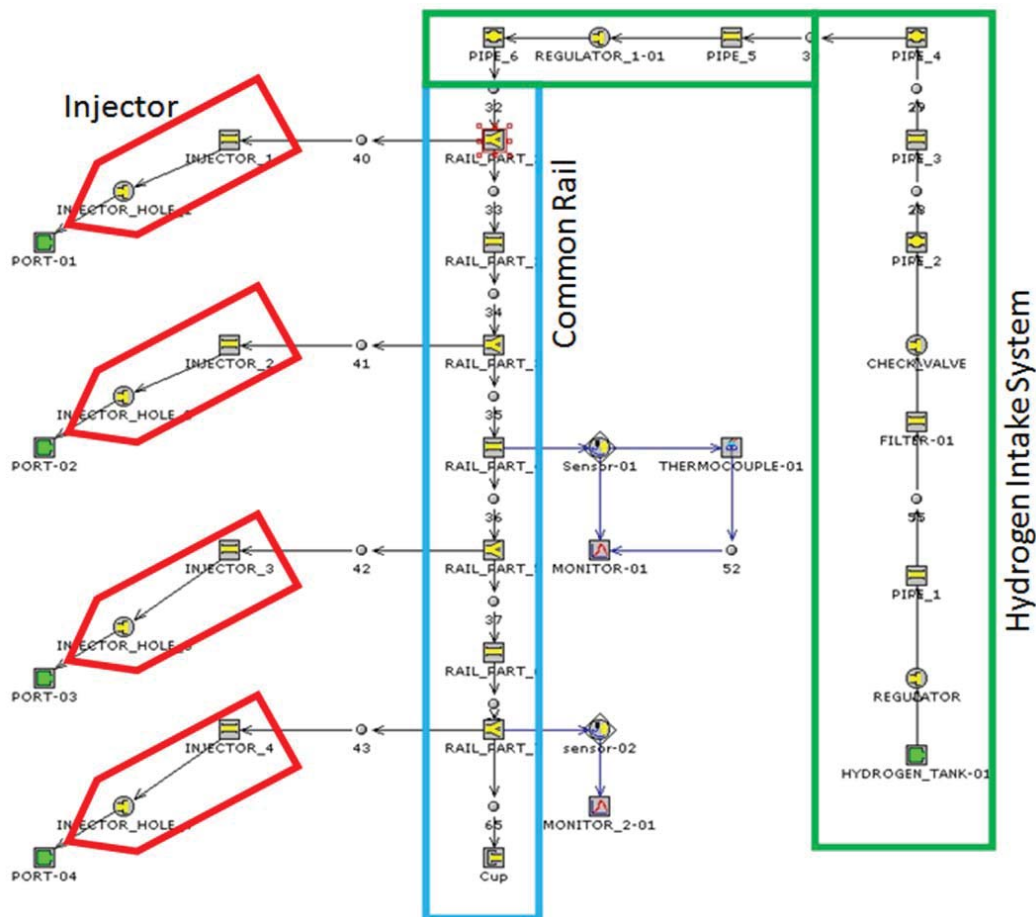 PIPE_6
REGULATOR_1-01
PIPE_5
PIPE_4
32
29
Injector
INJECTOR_1
40
PIPE_3
33
28
PORT-01
PIPE_2
34
INJECTOR_2
41
CHECK_VALVE
Common Rail
35
PORT-02
Sensor-01
THERMOCOUPLE-01
FILTER-01
36
55
INJECTOR_3
42
MONITOR-01
52
PIPE_1
37
PORT-03
REGULATOR
INJECTOR_4
43
sensor-02
HYDROGEN_TANK-01
65
MONITOR_2-01
PORT-04
Cup
Hydrogen Intake System